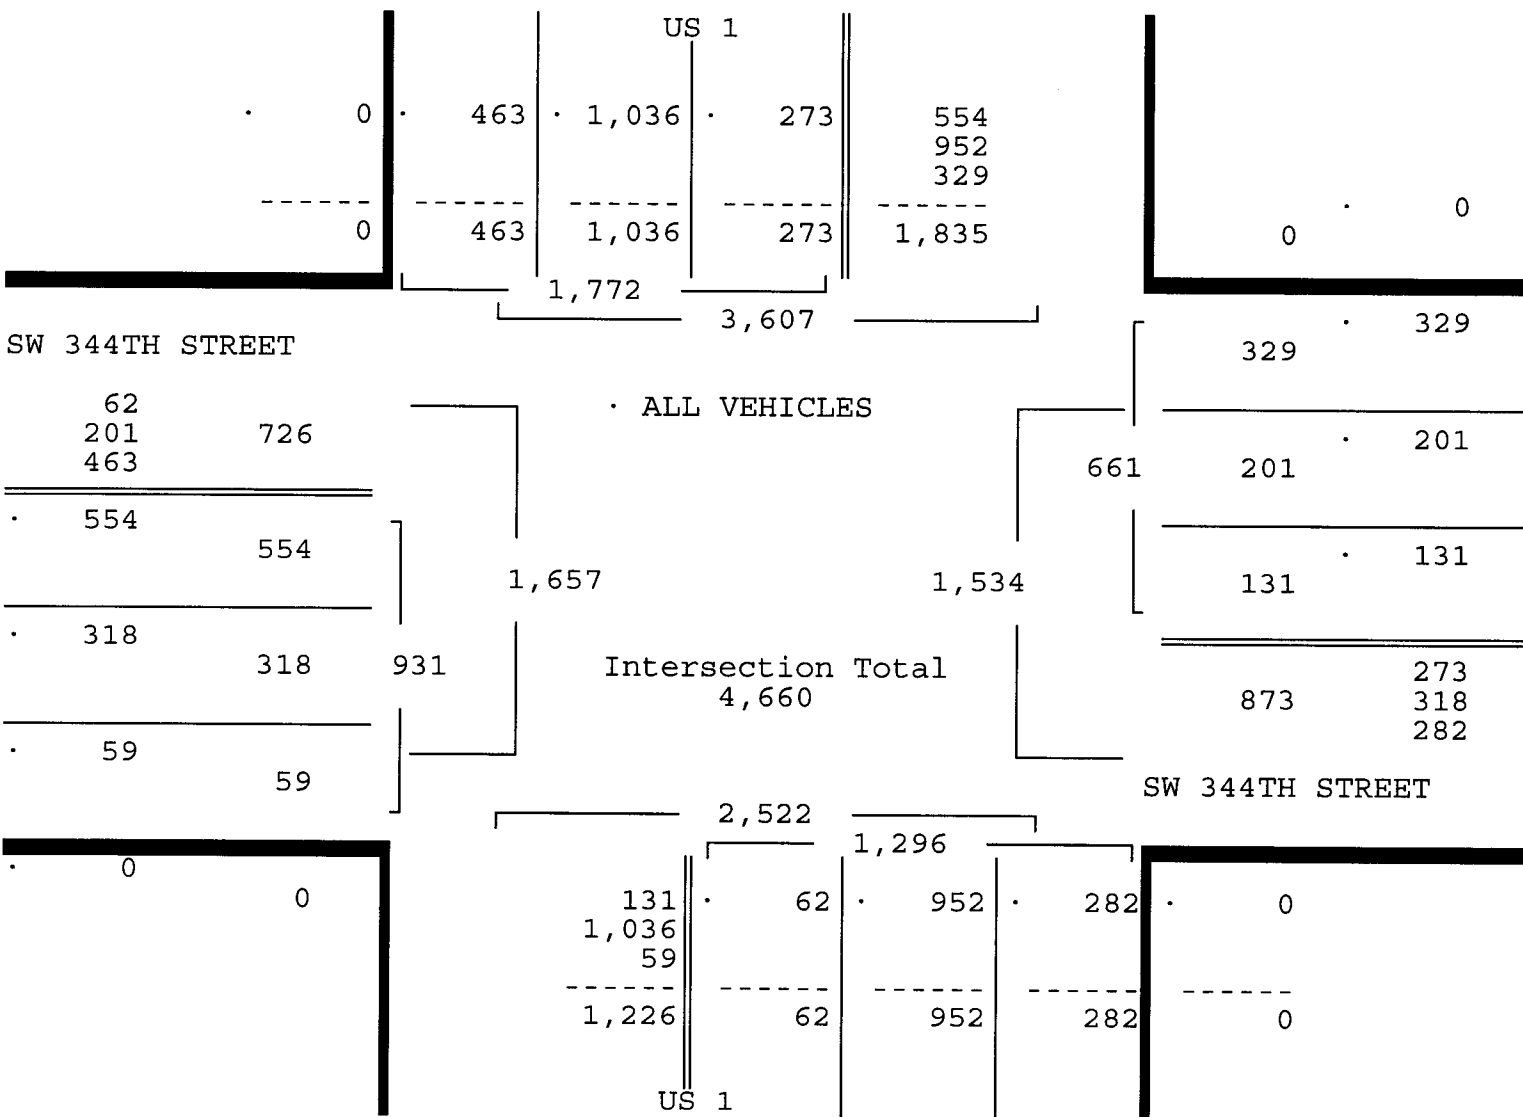 US 1
· 0 · 463 · 1,036 · 273 554
952
329
------ ------ ------ ------ ------
· 0
0 463 1,036 273 1,835 0
1,772
3,607 · 329
SW 344TH STREET 329
62 · ALL VEHICLES
201 726 · 201
463 661 201
· 554
554 · 131
1,657 1,534 131
· 318
318 931 Intersection Total 273
4,660 873 318
282
· 59
59 SW 344TH STREET
2,522
1,296
· 0
0 131 · 62 · 952 · 282 · 0
1,036
59
------ ------ ------ ------ ------
1,226 62 952 282 0
US 1